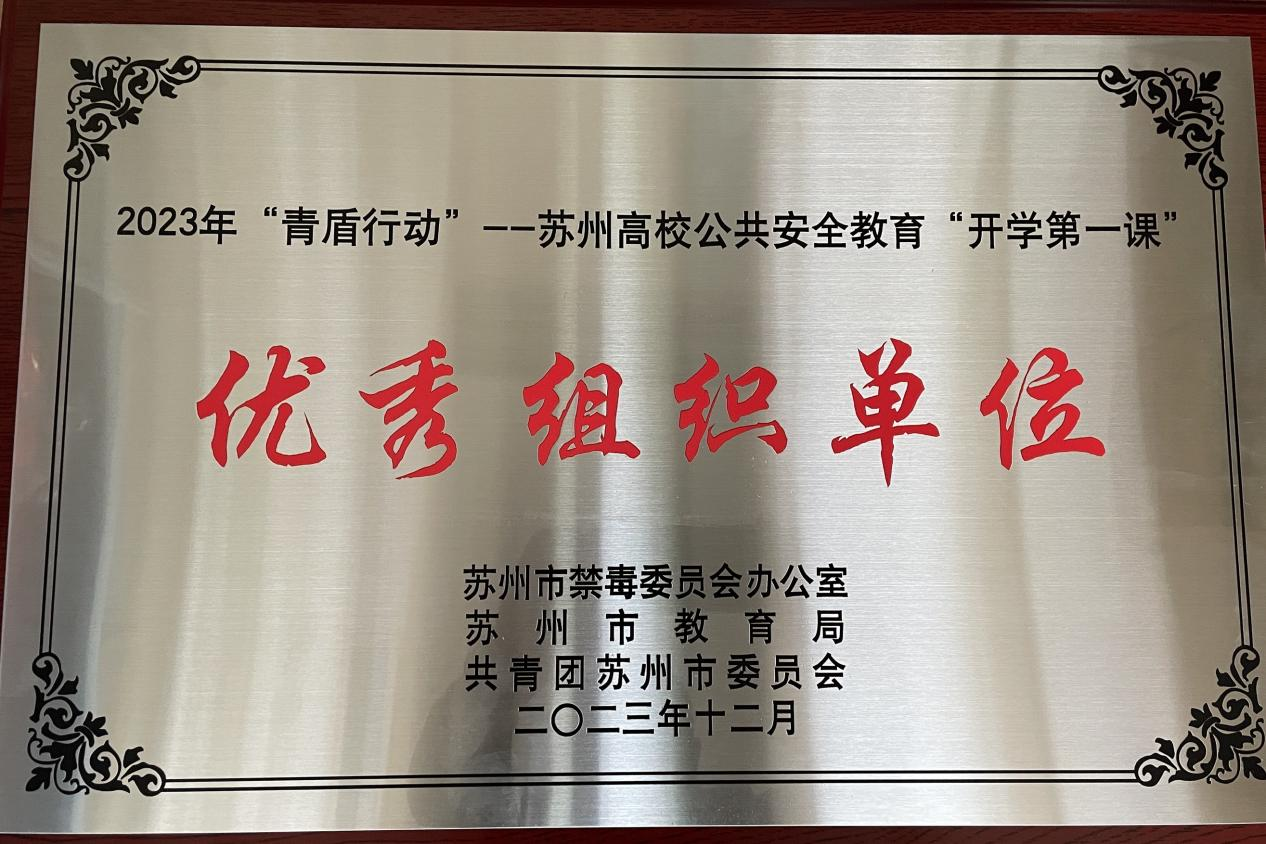 2023年“青盾行动”--苏州高校公共安全教育“开学第一课”
优秀组织单位
苏州市禁毒委员会办公室
苏州市教育局
共青团苏州市委员会
二〇二三年十二月